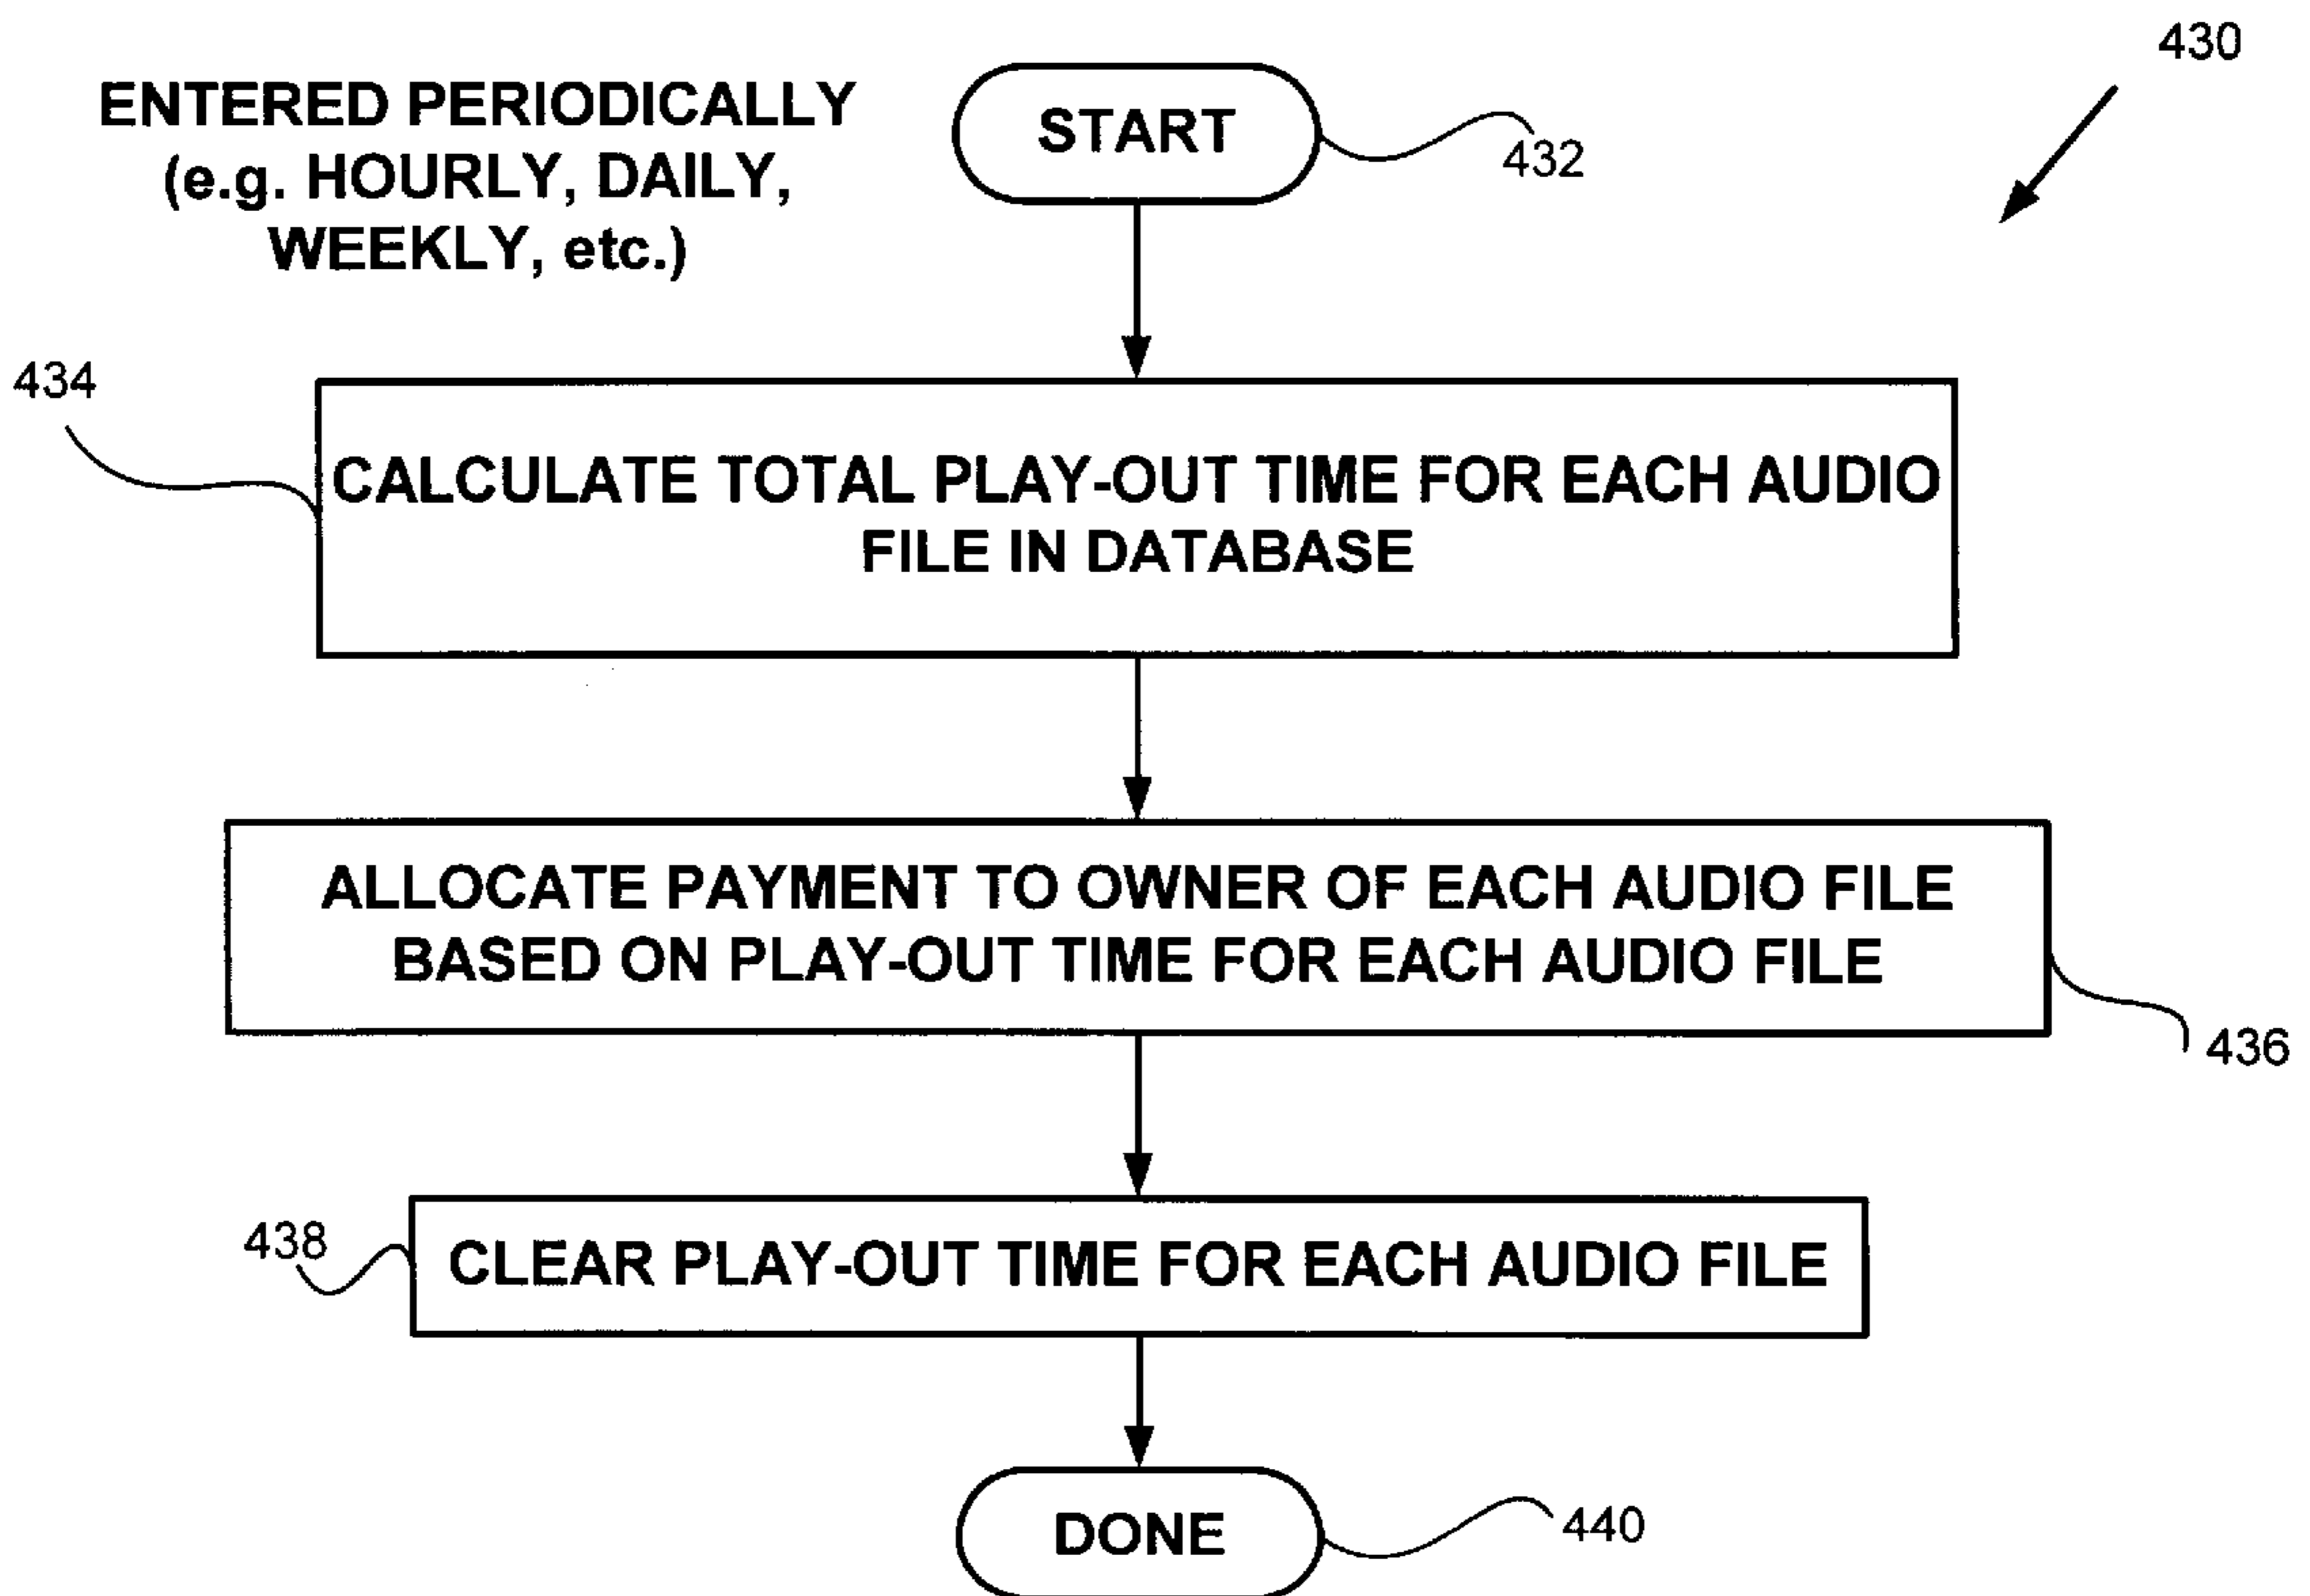 430
ENTERED PERIODICALLY
(e.g. HOURLY, DAILY,
WEEKLY, etc.)
START
432
434
CALCULATE TOTAL PLAY-OUT TIME FOR EACH AUDIO
FILE IN DATABASE
ALLOCATE PAYMENT TO OWNER OF EACH AUDIO FILE
BASED ON PLAY-OUT TIME FOR EACH AUDIO FILE
436
438
CLEAR PLAY-OUT TIME FOR EACH AUDIO FILE
DONE
440